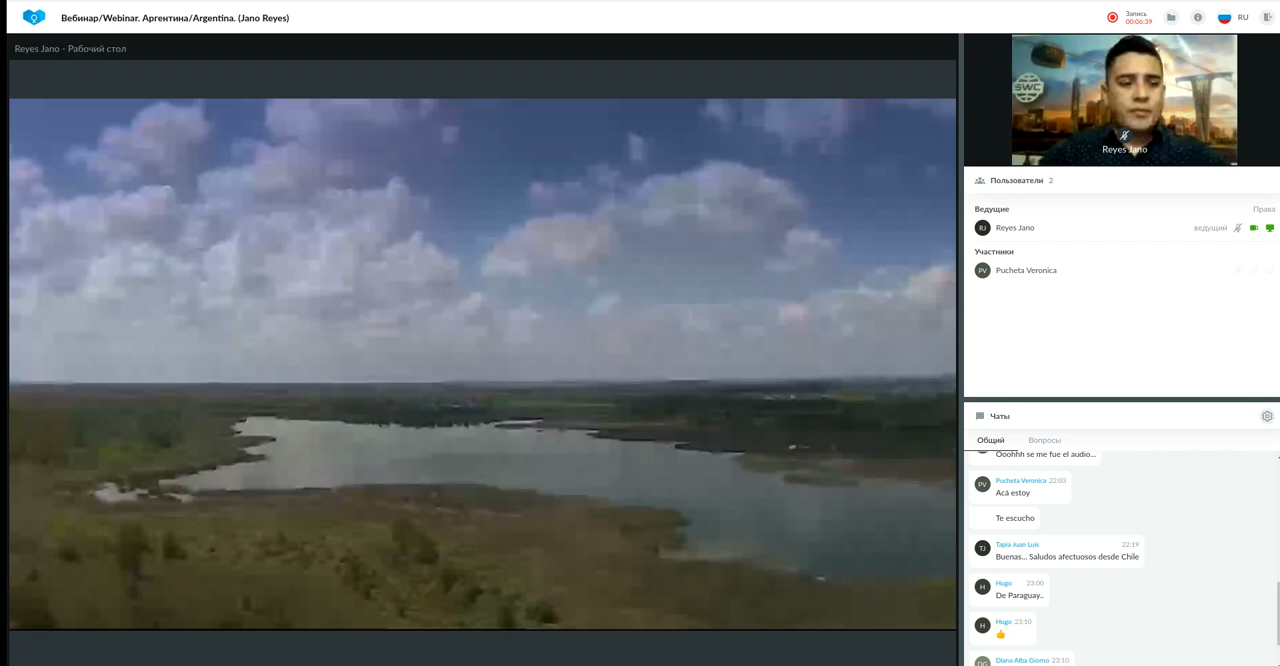 Вебинар/Webinar. Аргентина/Argentina. (Jano Reyes)
Запись
00:06:39
RU
Reyes Jano - Рабочий стол
SWC
Reyes Jano
Пользователи 2
Ведущие Права
RJ Reyes Jano ведущий
Участники
PV Pucheta Veronica
Чаты
Общий Вопросы
Ooohhh se me fue el audio...
PV Pucheta Veronica 22:03
Acá estoy
Te escucho
TJ Tapia Juan Luis 22:19
Buenas... Saludos afectuosos desde Chile
H Hugo 23:00
De Paraguay..
H Hugo 23:10
👍
DG Diana Alba Giorno 23:10